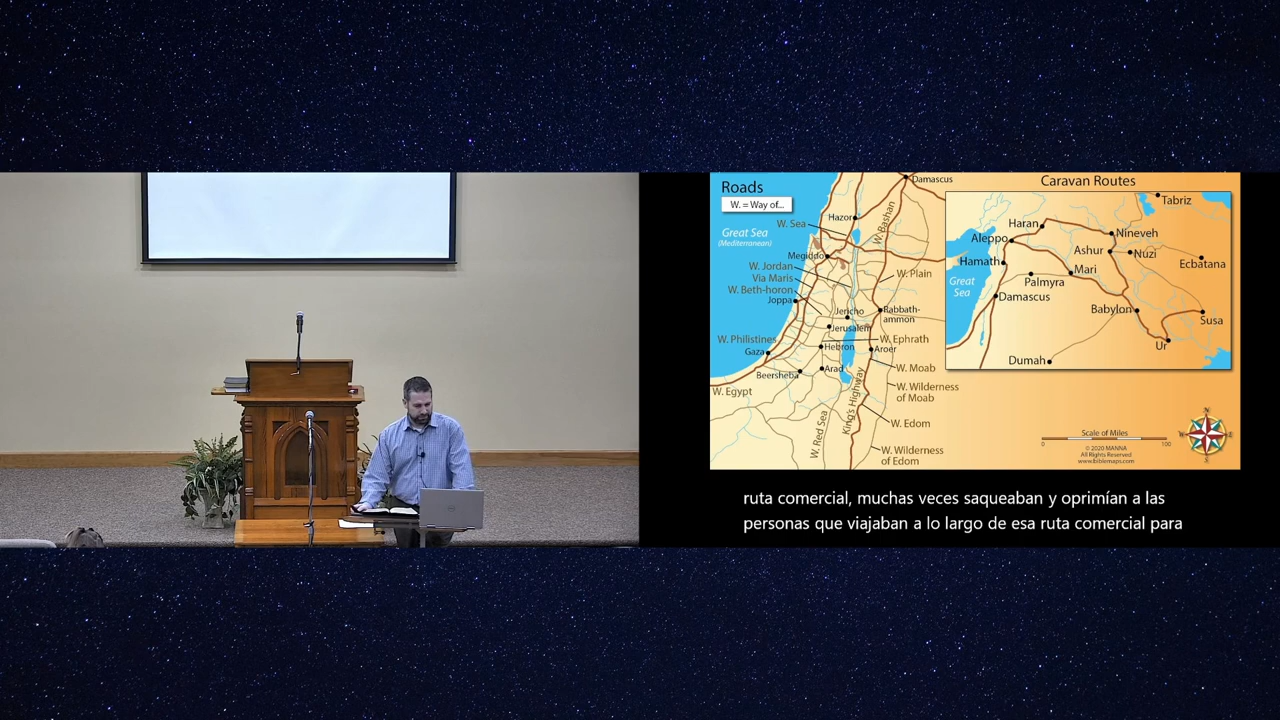 Roads
W. = Way of...
Great Sea
(Mediterranean)
Damascus
Hazor
W. Sea
W. Bashan
Megiddo
W. Jordan
Via Maris
W. Beth-horon
Joppa
W. Plain
Jericho
Rabbath-
ammon
Jerusalem
W. Philistines
Gaza
Hebron
W. Ephrath
Aroer
Beersheba
Arad
W. Moab
W. Egypt
W. Wilderness
of Moab
King's Highway
W. Red Sea
W. Edom
W. Wilderness
of Edom
Caravan Routes
Tabriz
Haran
Nineveh
Aleppo
Ashur
Nuzi
Hamath
Ecbatana
Mari
Palmyra
Great
Sea
Damascus
Babylon
Susa
Ur
Dumah
Scale of Miles
0
100
© 2020 MANNA
All Rights Reserved
www.biblemaps.com
N
W
E
S
ruta comercial, muchas veces saqueaban y oprimían a las
personas que viajaban a lo largo de esa ruta comercial para